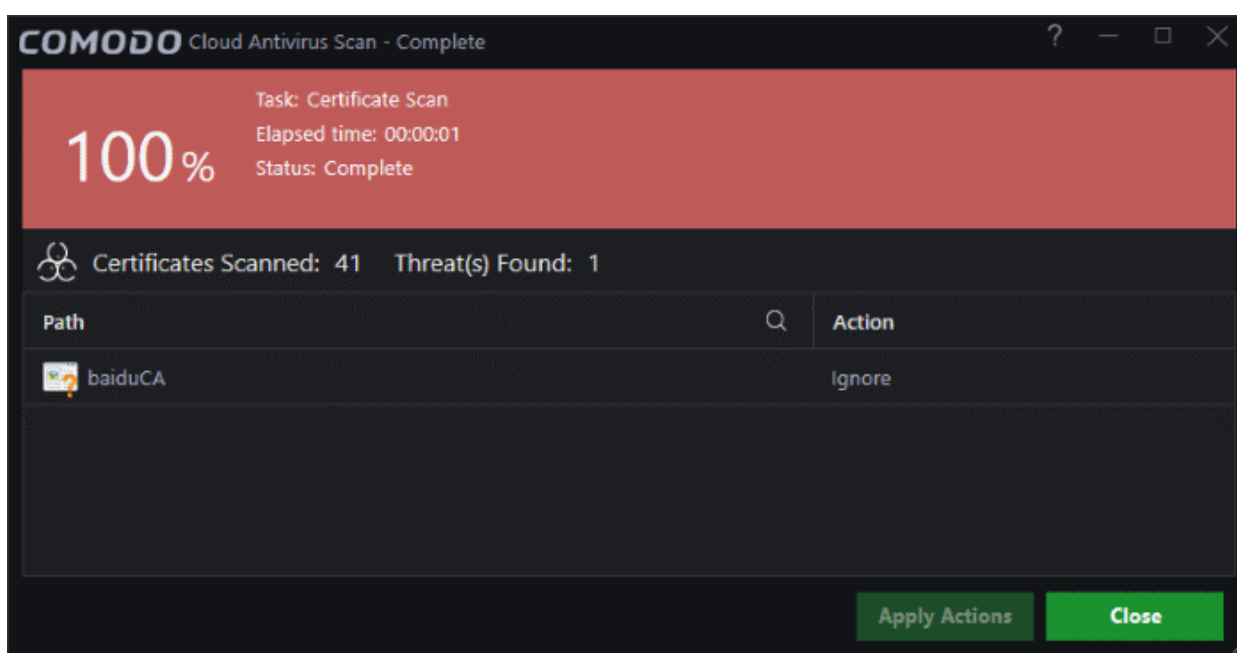 COMODO Cloud Antivirus Scan - Complete ?
100 %
Task: Certificate Scan
Elapsed time: 00:00:01
Status: Complete
Certificates Scanned: 41 Threat(s) Found: 1
Path Action
baiduCA Ignore
Apply Actions Close